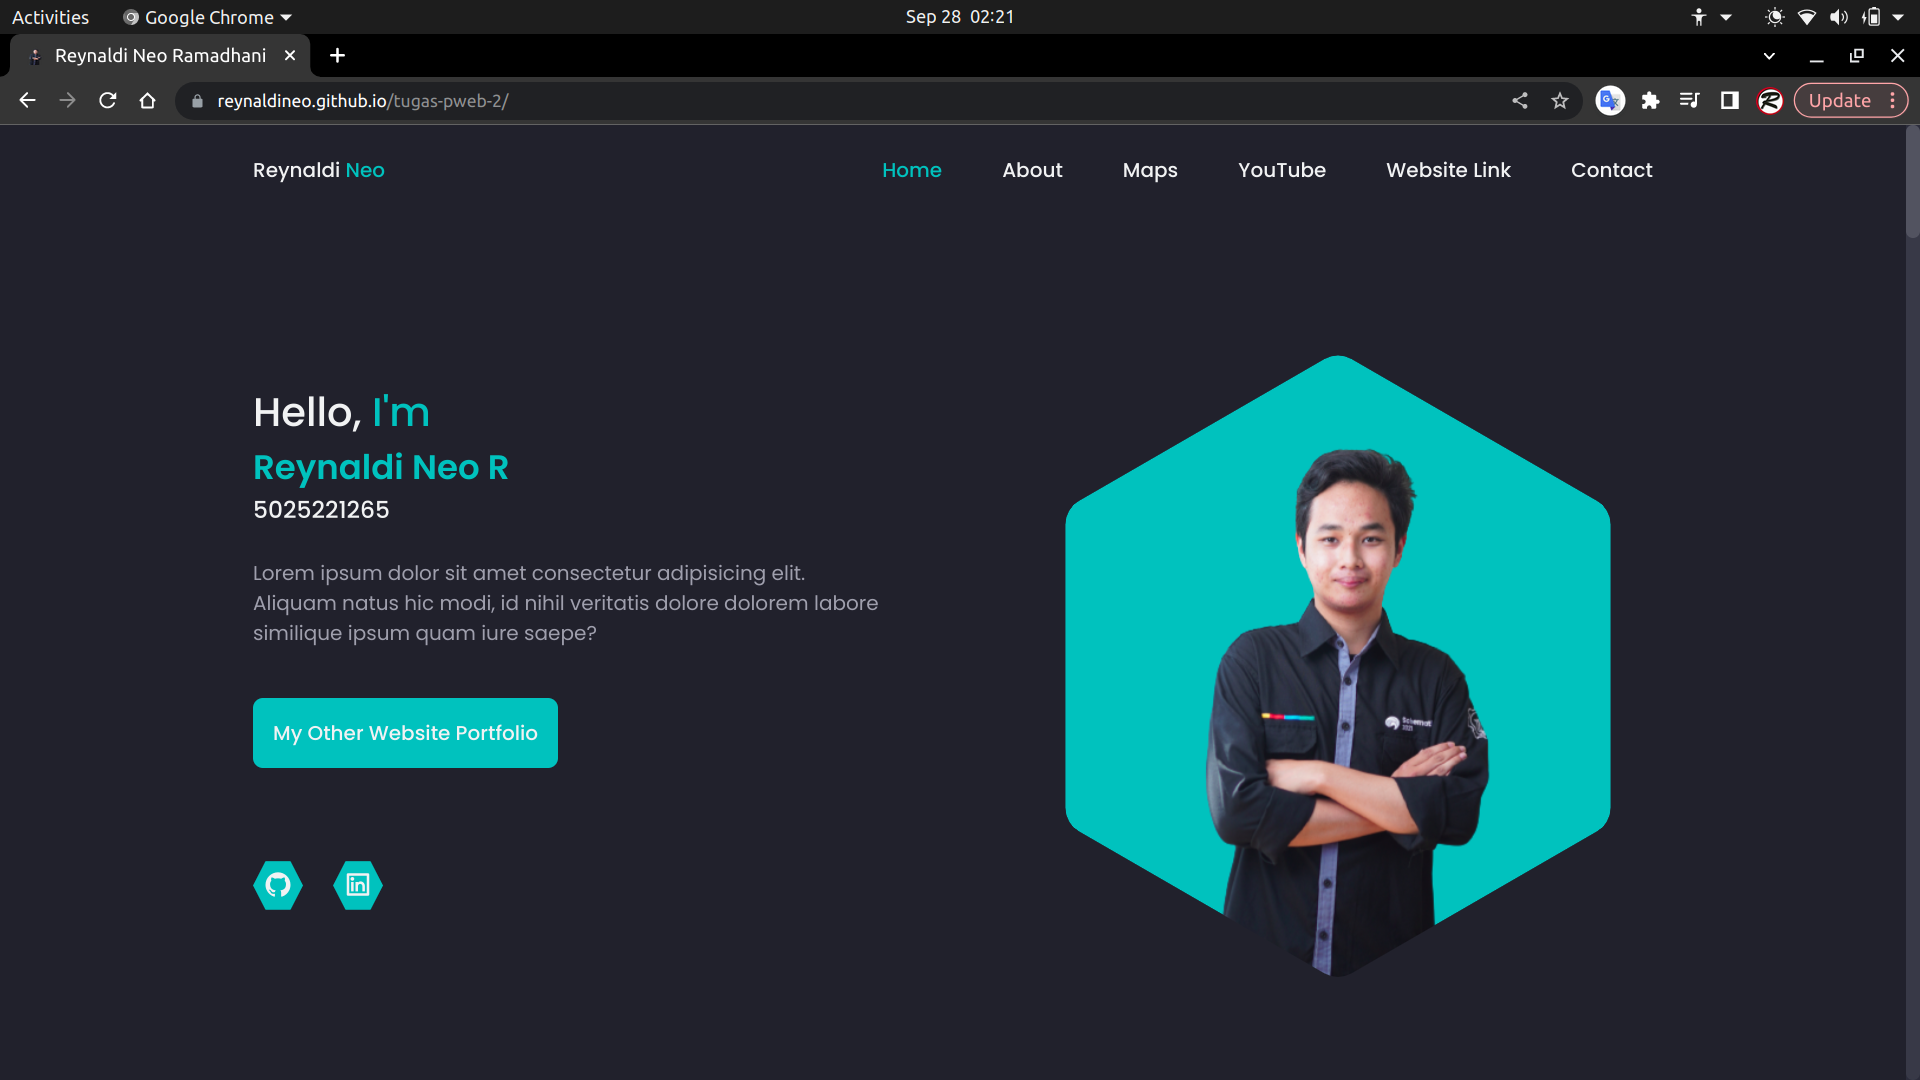 Activities
Google Chrome
Sep 28 02:21
Reynaldi Neo Ramadhani
reynaldineo.github.io/tugas-pweb-2/
Update
Reynaldi Neo
Home
About
Maps
YouTube
Website Link
Contact
Hello, I'm
Reynaldi Neo R
5025221265
Lorem ipsum dolor sit amet consectetur adipisicing elit.
Aliquam natus hic modi, id nihil veritatis dolore dolorem labore
similique ipsum quam iure saepe?
My Other Website Portfolio
in